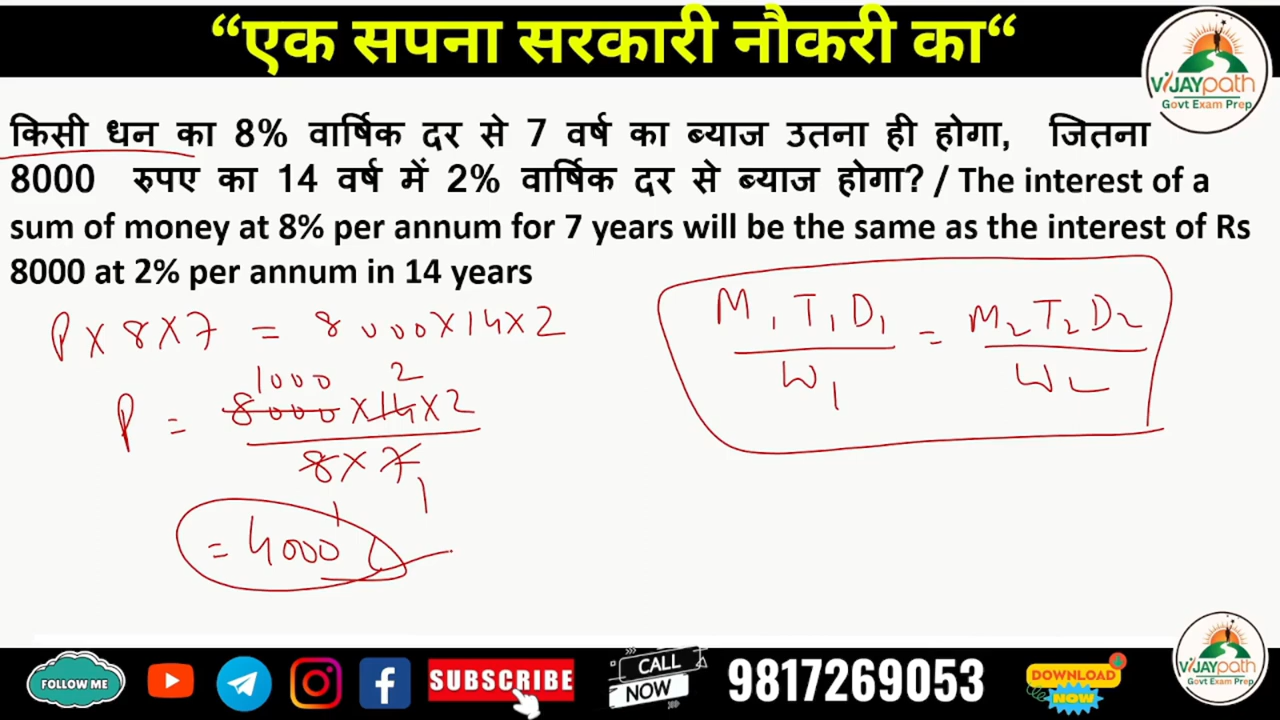 “एक सपना सरकारी नौकरी का“
ViJAYpath
Govt Exam Prep
किसी धन का 8% वार्षिक दर से 7 वर्ष का ब्याज उतना ही होगा, जितना
8000 रुपए का 14 वर्ष में 2% वार्षिक दर से ब्याज होगा? / The interest of a
sum of money at 8% per annum for 7 years will be the same as the interest of Rs
8000 at 2% per annum in 14 years
P × 8 × 7 = 8000 × 14 × 2
1000 2
P = 8000 × 14 × 2
8 × 7
1 1
= 4000
M₁ T₁ D₁ = M₂ T₂ D₂
W₁ W₂
FOLLOW ME
SUBSCRIBE
CALL
NOW
9817269053
DOWNLOAD
NOW
ViJAYpath
Govt Exam Prep